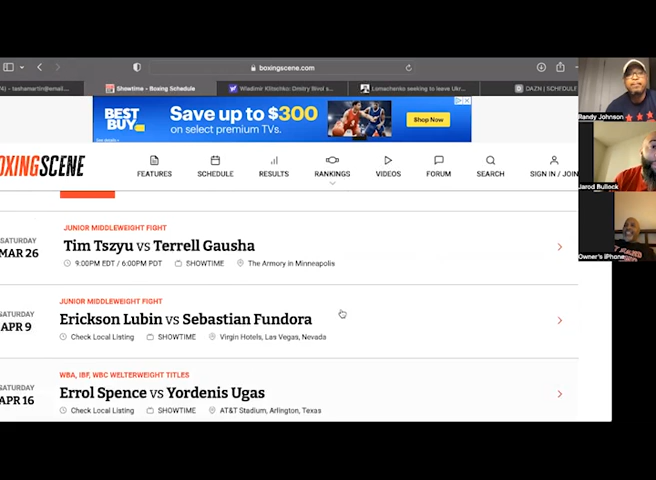 boxingscene.com
4) - tashamartin@email...
Showtime - Boxing Schedule
Wladimir Klitschko: Dmitry Bivol s...
Lomachenko seeking to leave Ukr...
DAZN | SCHEDULE
BEST
BUY
Save up to $300
on select premium TVs.
Shop Now
Randy Johnson
OXINGSCENE
FEATURES
SCHEDULE
RESULTS
RANKINGS
VIDEOS
FORUM
SEARCH
SIGN IN / JOIN
Jarod Bullock
JUNIOR MIDDLEWEIGHT FIGHT
SATURDAY
MAR 26
Tim Tszyu vs Terrell Gausha
9:00PM EDT / 6:00PM PDT
SHOWTIME
The Armory in Minneapolis
Owner's iPhone
JUNIOR MIDDLEWEIGHT FIGHT
SATURDAY
APR 9
Erickson Lubin vs Sebastian Fundora
Check Local Listing
SHOWTIME
Virgin Hotels, Las Vegas, Nevada
WBA, IBF, WBC WELTERWEIGHT TITLES
SATURDAY
APR 16
Errol Spence vs Yordenis Ugas
Check Local Listing
SHOWTIME
AT&T Stadium, Arlington, Texas